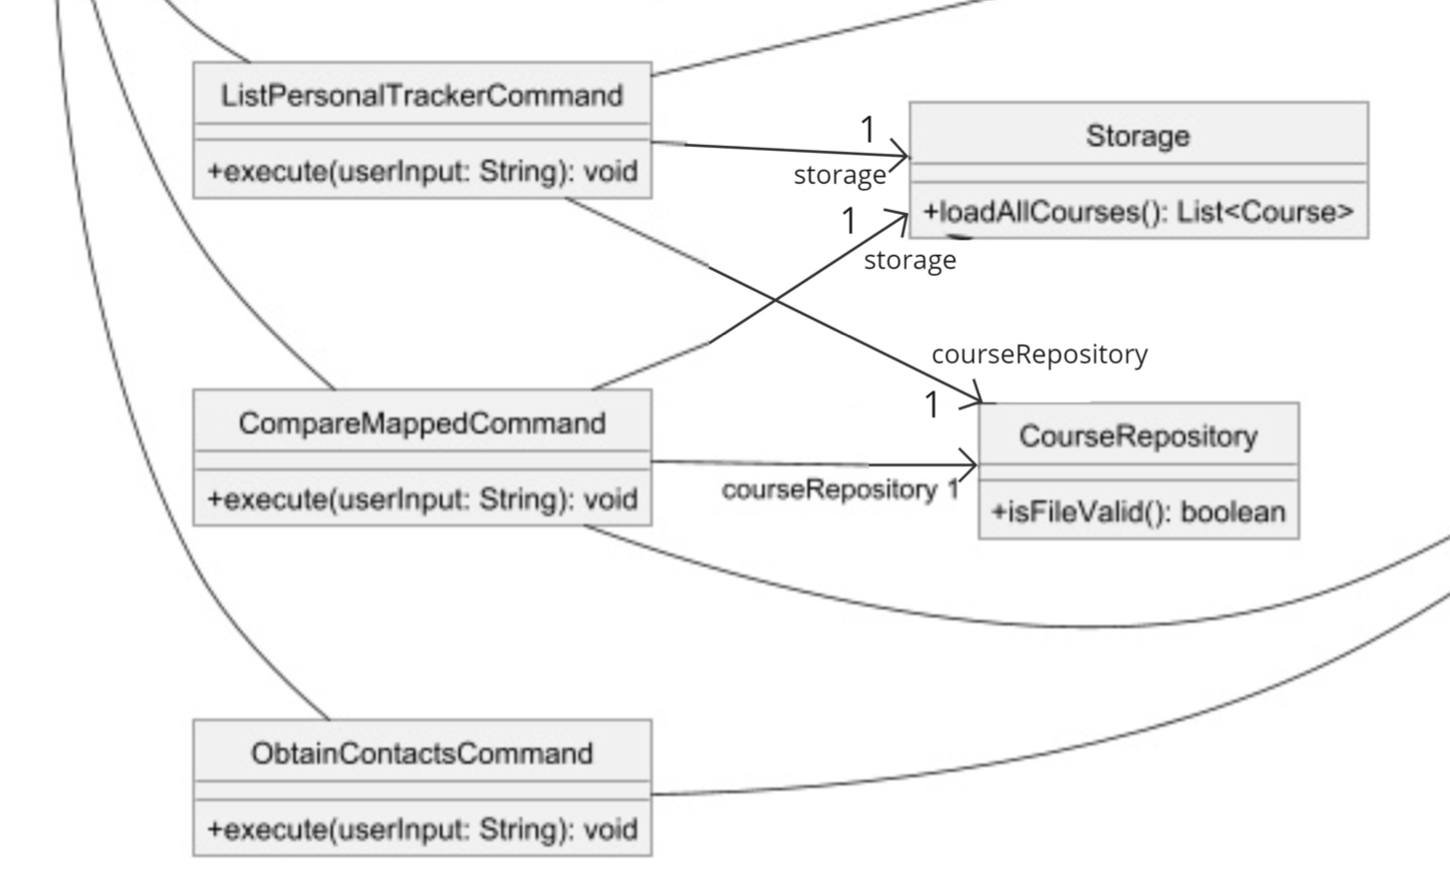 ListPersonalTrackerCommand
+execute(userInput: String): void
1
storage
Storage
+loadAllCourses(): List<Course>
1
storage
courseRepository
1
CompareMappedCommand
+execute(userInput: String): void
courseRepository 1
CourseRepository
+isFileValid(): boolean
ObtainContactsCommand
+execute(userInput: String): void